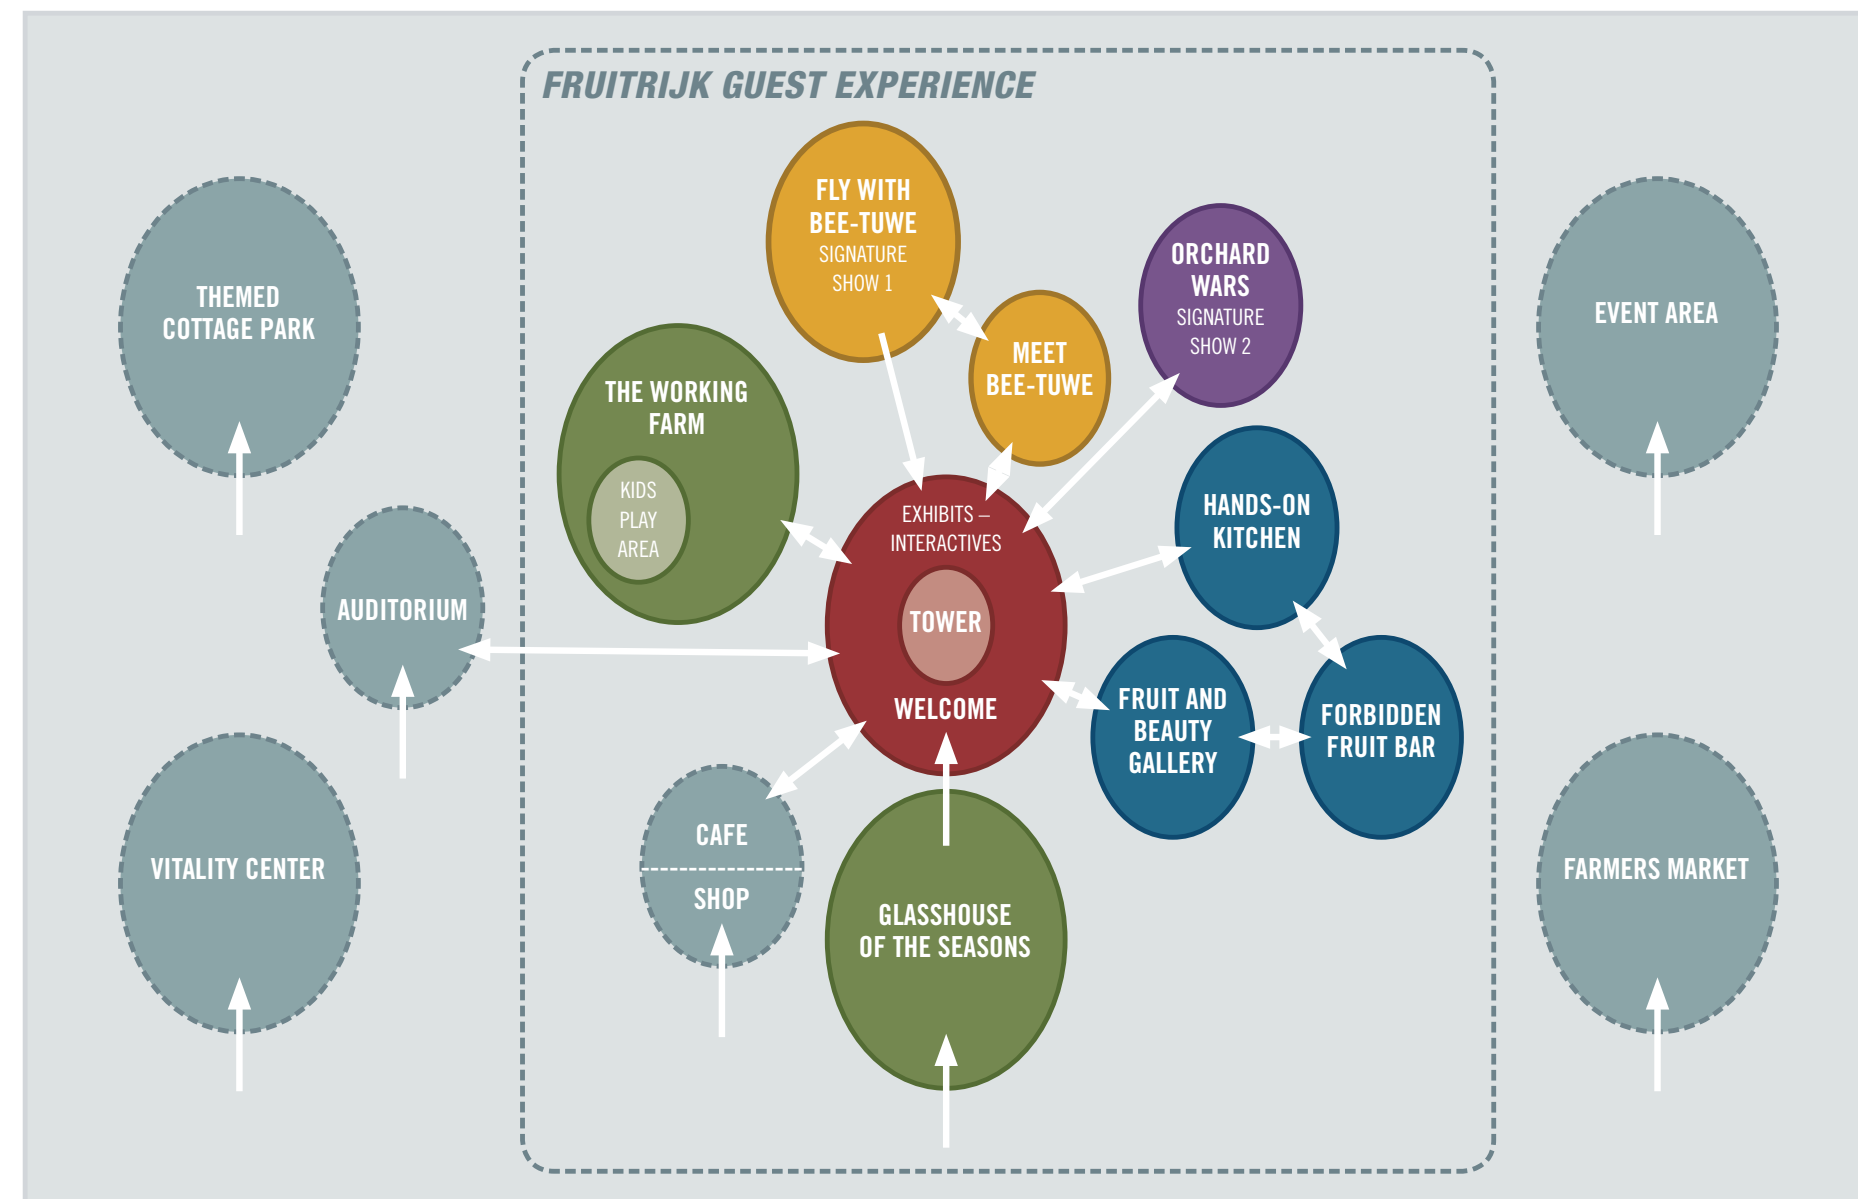 FRUITRIJK GUEST EXPERIENCE
FLY WITH
BEE-TUWE
SIGNATURE
SHOW 1
ORCHARD
WARS
SIGNATURE
SHOW 2
THEMED
COTTAGE PARK
EVENT AREA
MEET
BEE-TUWE
THE WORKING
FARM
KIDS
PLAY
AREA
HANDS-ON
KITCHEN
EXHIBITS –
INTERACTIVES
TOWER
WELCOME
AUDITORIUM
FRUIT AND
BEAUTY
GALLERY
FORBIDDEN
FRUIT BAR
CAFE
SHOP
VITALITY CENTER
GLASSHOUSE
OF THE SEASONS
FARMERS MARKET